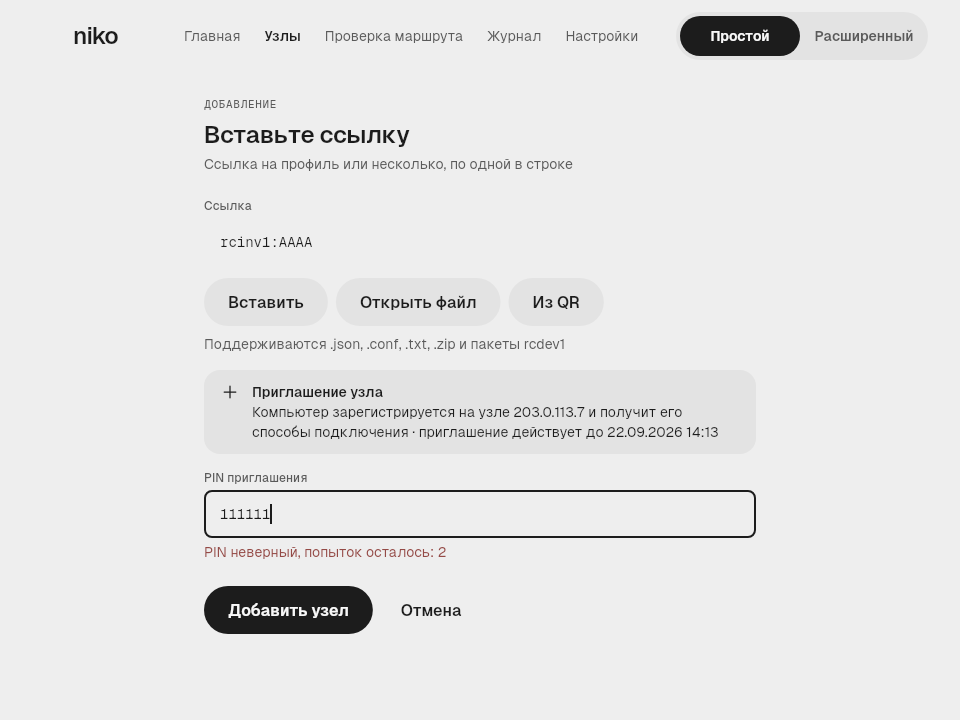 niko
Главная Узлы Проверка маршрута Журнал Настройки Простой Расширенный
ДОБАВЛЕНИЕ
Вставьте ссылку
Ссылка на профиль или несколько, по одной в строке
Ссылка
rcinv1:AAAA
Вставить Открыть файл Из QR
Поддерживаются .json, .conf, .txt, .zip и пакеты rcdev1
Приглашение узла
Компьютер зарегистрируется на узле 203.0.113.7 и получит его
способы подключения · приглашение действует до 22.09.2026 14:13
PIN приглашения
111111
PIN неверный, попыток осталось: 2
Добавить узел Отмена